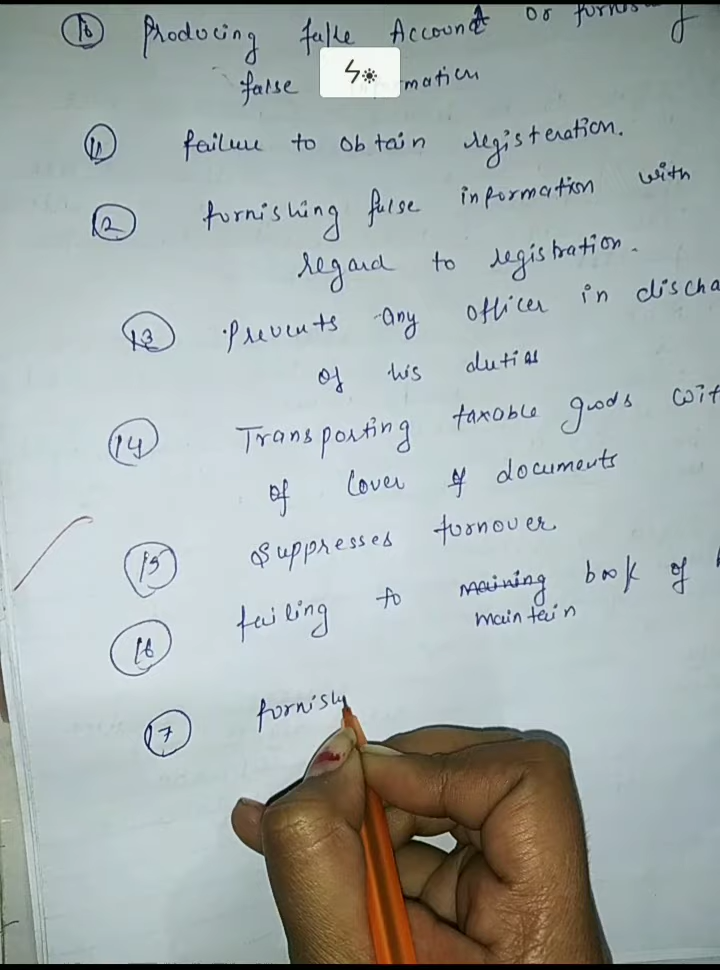 10 Producing false Account or furnis
false mation
11 failure to obtain registeration.
12 furnishing false information with
regard to registration.
13 Prevents any officer in discha
of his duties
14 Transporting taxable goods wit
of cover of documents
15 Suppresses turnover.
16 failing to maining book of
maintain
17 furnish